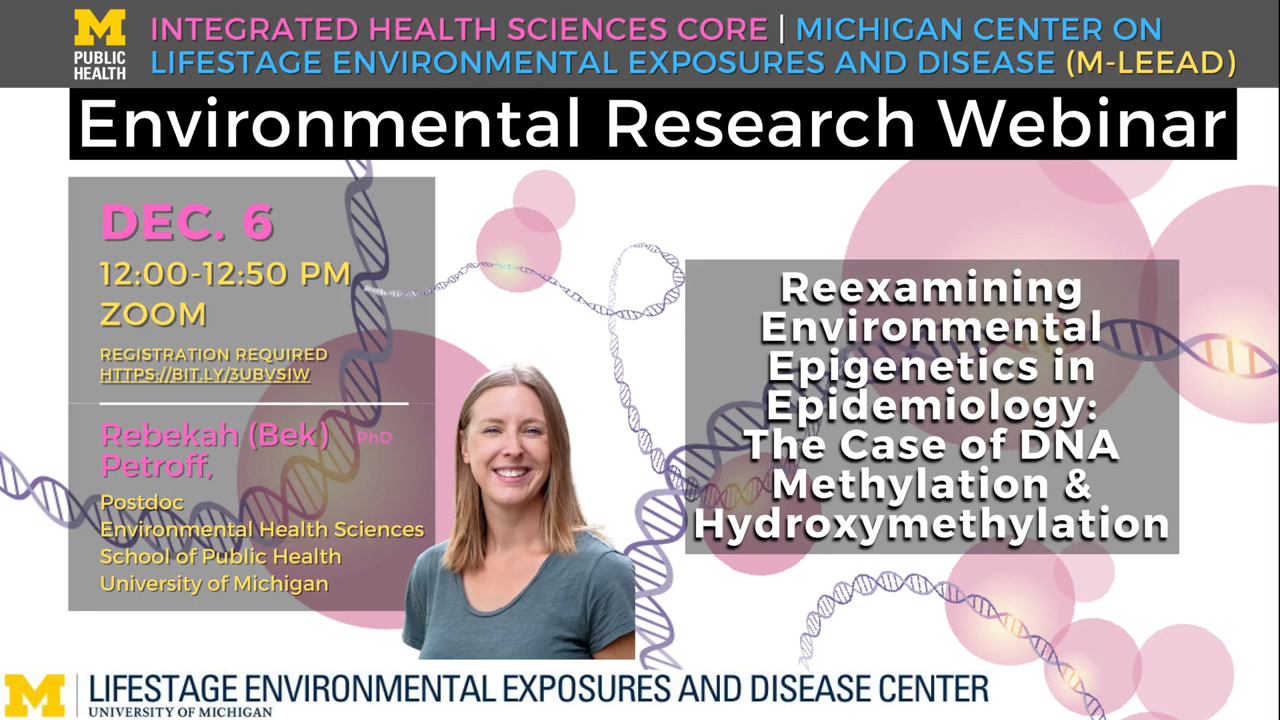 M
PUBLIC
HEALTH
INTEGRATED HEALTH SCIENCES CORE | MICHIGAN CENTER ON
LIFESTAGE ENVIRONMENTAL EXPOSURES AND DISEASE (M-LEEAD)
Environmental Research Webinar
DEC. 6
12:00-12:50 PM
ZOOM
REGISTRATION REQUIRED
HTTPS://BIT.LY/3UBVSIW
Rebekah (Bek) PhD
Petroff,
Postdoc
Environmental Health Sciences
School of Public Health
University of Michigan
Reexamining
Environmental
Epigenetics in
Epidemiology:
The Case of DNA
Methylation &
Hydroxymethylation
M LIFESTAGE ENVIRONMENTAL EXPOSURES AND DISEASE CENTER
UNIVERSITY OF MICHIGAN